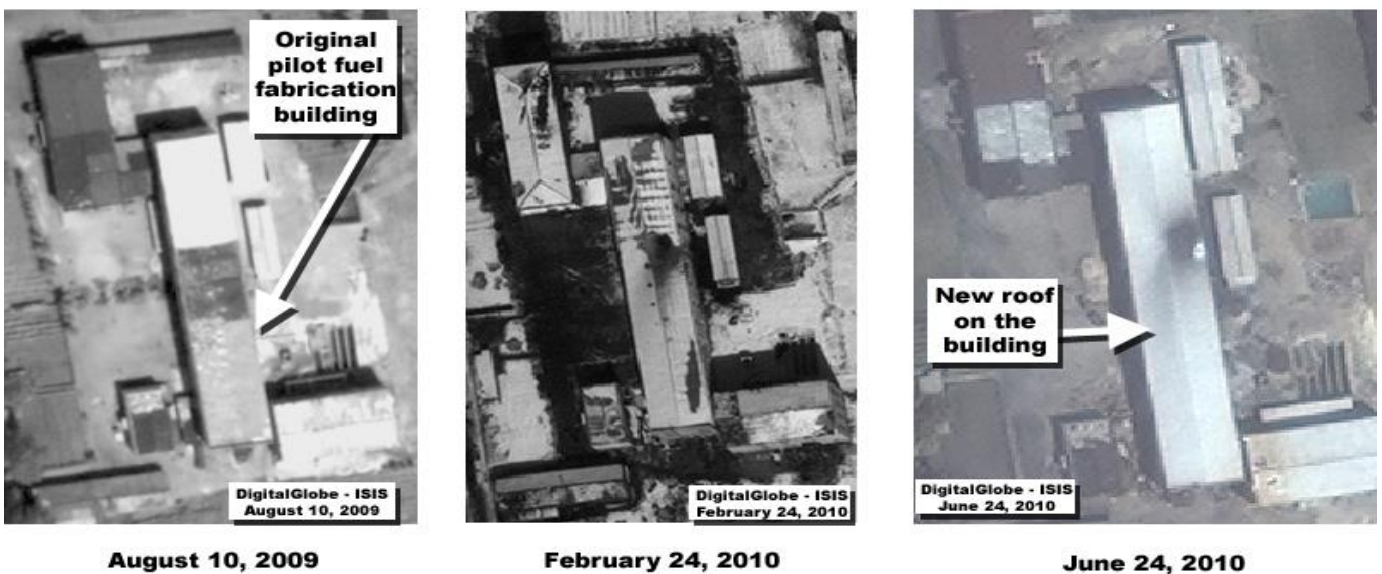 Original
pilot fuel
fabrication
building
DigitalGlobe - ISIS
August 10, 2009
August 10, 2009
DigitalGlobe - ISIS
February 24, 2010
February 24, 2010
New roof
on the
building
DigitalGlobe - ISIS
June 24, 2010
June 24, 2010